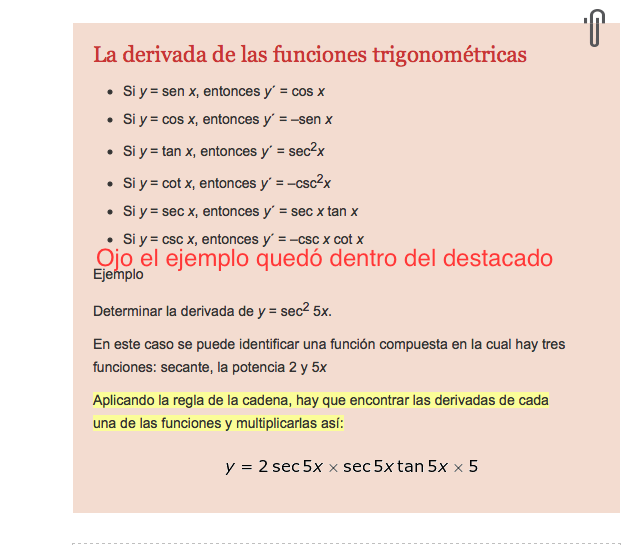 La derivada de las funciones trigonométricas
• Si y = sen x, entonces y´ = cos x
• Si y = cos x, entonces y´ = –sen x
• Si y = tan x, entonces y´ = sec²x
• Si y = cot x, entonces y´ = –csc²x
• Si y = sec x, entonces y´ = sec x tan x
• Si y = csc x, entonces y´ = –csc x cot x
Ojo el ejemplo quedó dentro del destacado
Ejemplo
Determinar la derivada de y = sec² 5x.
En este caso se puede identificar una función compuesta en la cual hay tres
funciones: secante, la potencia 2 y 5x
Aplicando la regla de la cadena, hay que encontrar las derivadas de cada
una de las funciones y multiplicarlas así:
y = 2 sec 5x × sec 5x tan 5x × 5